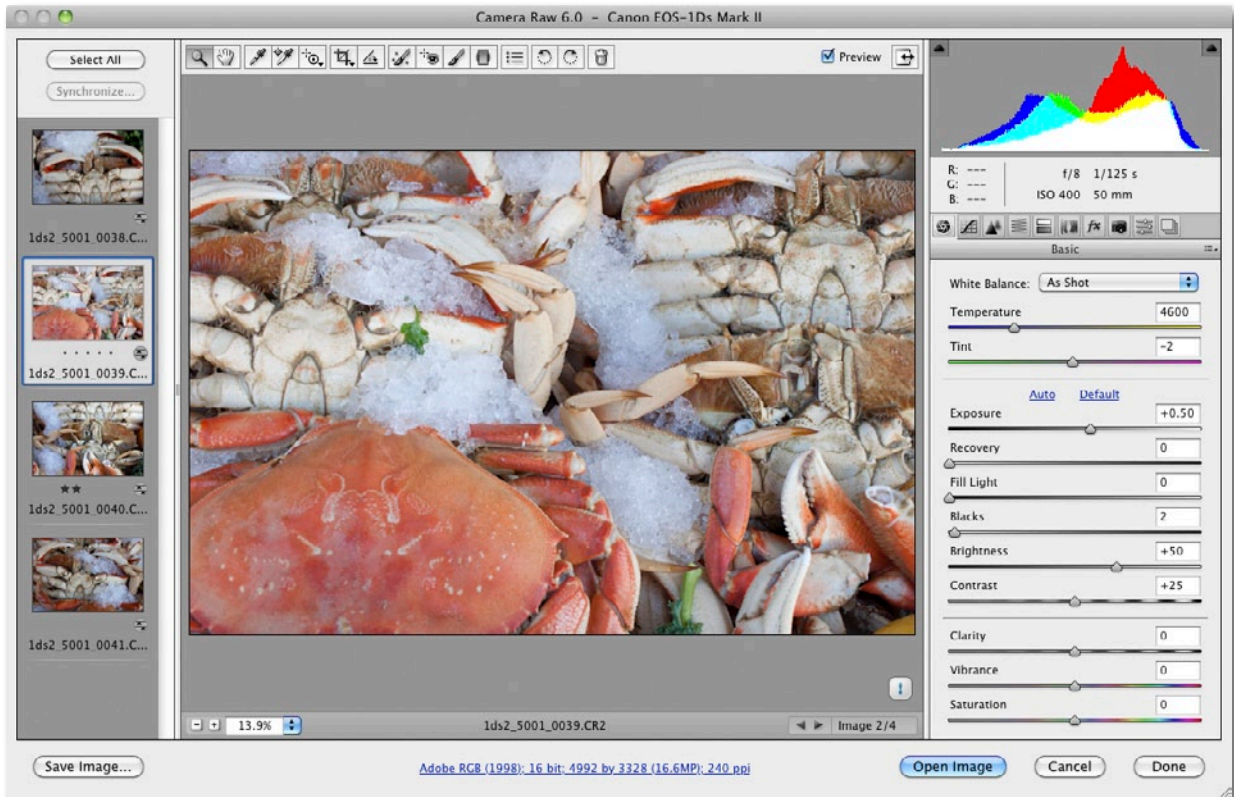 Camera Raw 6.0 – Canon EOS-1Ds Mark II
Select All
Synchronize...
Preview
1ds2_5001_0038.C...
1ds2_5001_0039.C...
1ds2_5001_0040.C...
1ds2_5001_0041.C...
R: ---
G: ---
B: ---
f/8 1/125 s
ISO 400 50 mm
fx
Basic
White Balance: As Shot
Temperature 4600
Tint -2
Auto Default
Exposure +0.50
Recovery 0
Fill Light 0
Blacks 2
Brightness +50
Contrast +25
Clarity 0
Vibrance 0
Saturation 0
13.9% 1ds2_5001_0039.CR2 Image 2/4
Save Image... Adobe RGB (1998); 16 bit; 4992 by 3328 (16.6MP); 240 ppi Open Image Cancel Done